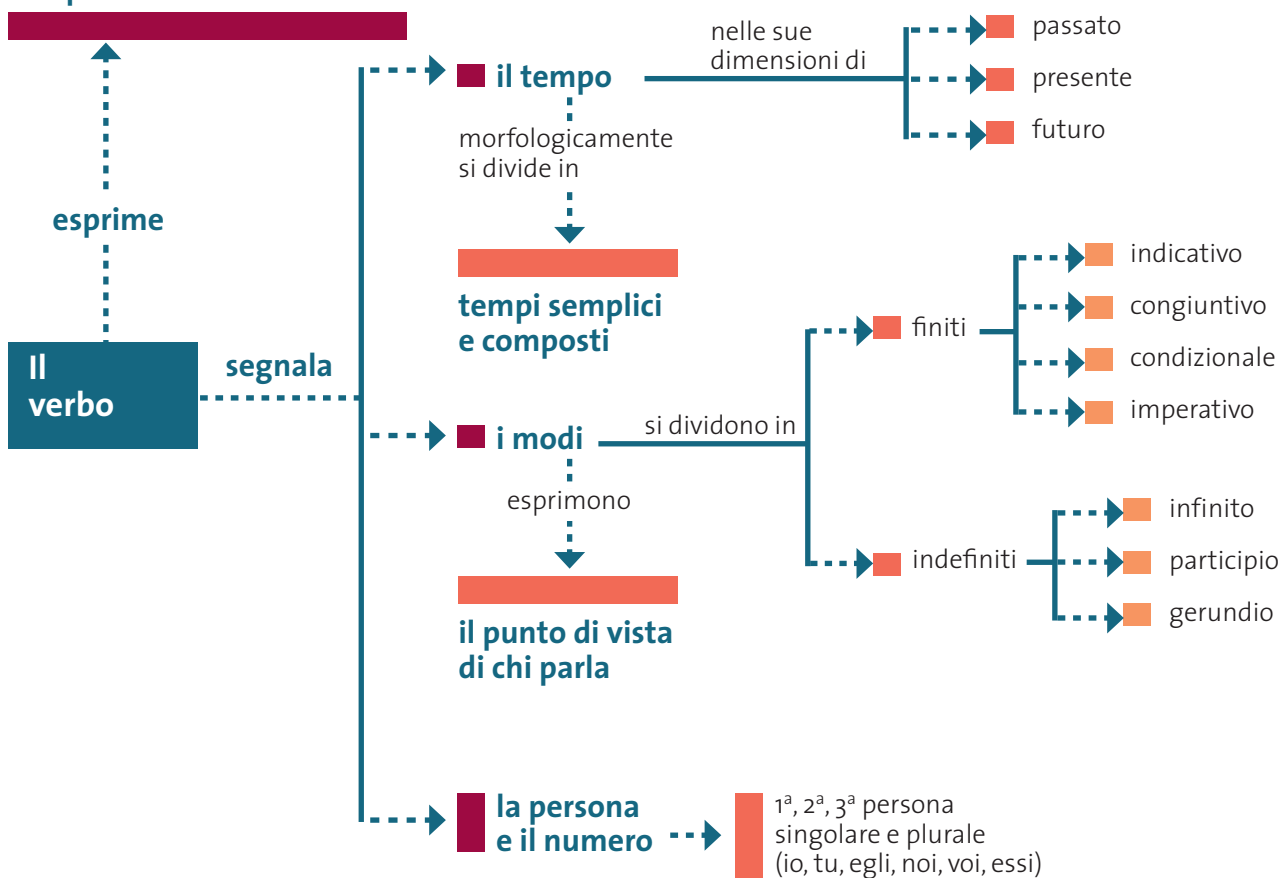 esprime
Il
verbo
segnala
il tempo
nelle sue
dimensioni di
passato
presente
futuro
morfologicamente
si divide in
tempi semplici
e composti
i modi
si dividono in
finiti
indicativo
congiuntivo
condizionale
imperativo
indefiniti
infinito
participio
gerundio
esprimono
il punto di vista
di chi parla
la persona
e il numero
1ª, 2ª, 3ª persona
singolare e plurale
(io, tu, egli, noi, voi, essi)